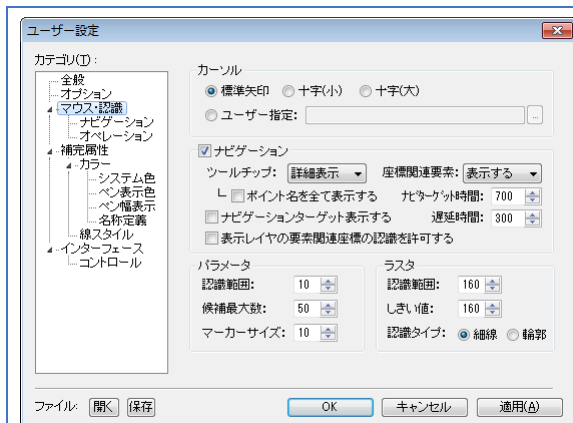 ユーザー設定
カテゴリ(T):
全般
オプション
マウス・認識
ナビゲーション
オペレーション
補完属性
カラー
システム色
ペン表示色
ペン幅表示
名称定義
線スタイル
インターフェース
コントロール
カーソル
標準矢印 十字(小) 十字(大)
ユーザー指定: ...
ナビゲーション
ツールチップ: 詳細表示 座標関連要素: 表示する
ポイント名を全て表示する ナビターゲット時間: 700
ナビゲーションターゲット表示する 遅延時間: 300
表示レイヤの要素関連座標の認識を許可する
パラメータ
認識範囲: 10
候補最大数: 50
マーカーサイズ: 10
ラスタ
認識範囲: 160
しきい値: 160
認識タイプ: 細線 輪郭
ファイル: 開く 保存 OK キャンセル 適用(A)